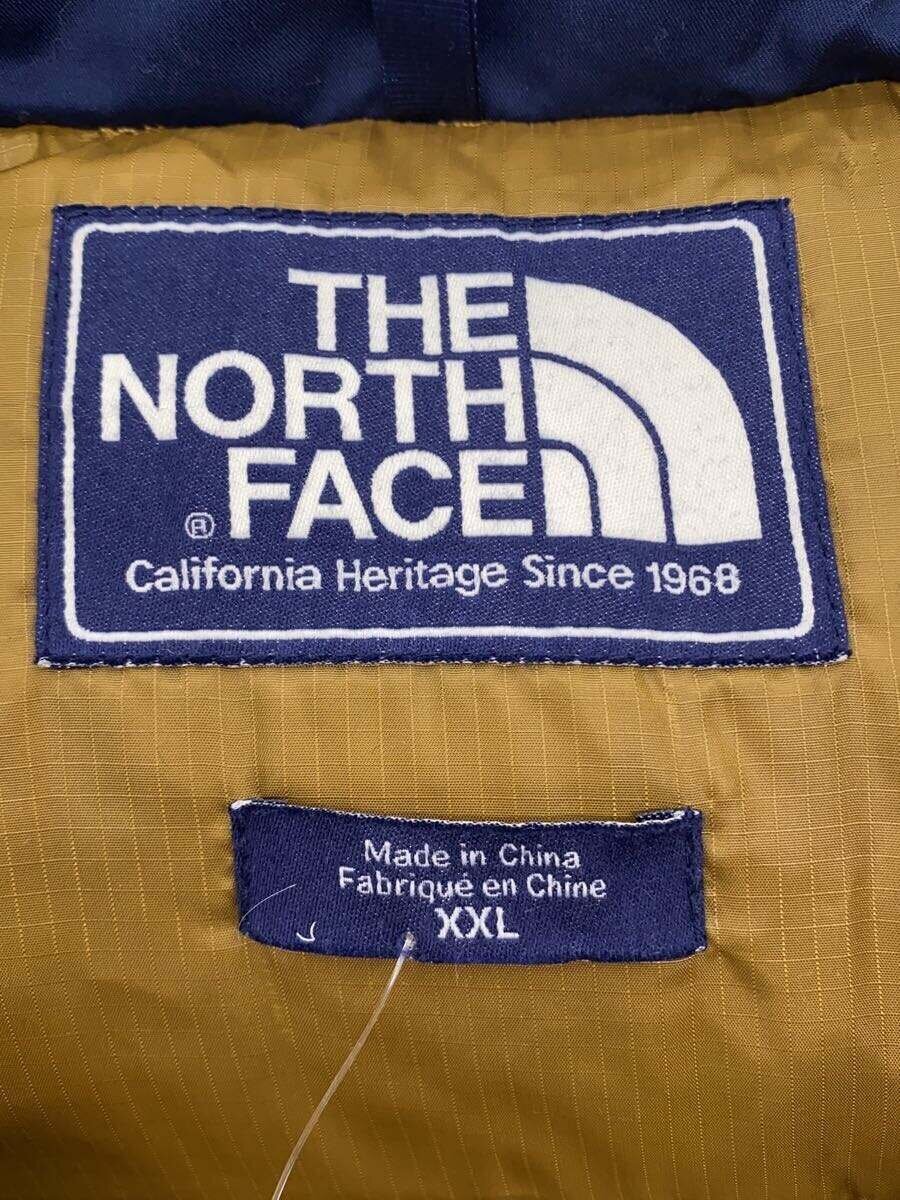 THE
NORTH
FACE
®
California Heritage Since 1968
Made in China
Fabriqué en Chine
XXL